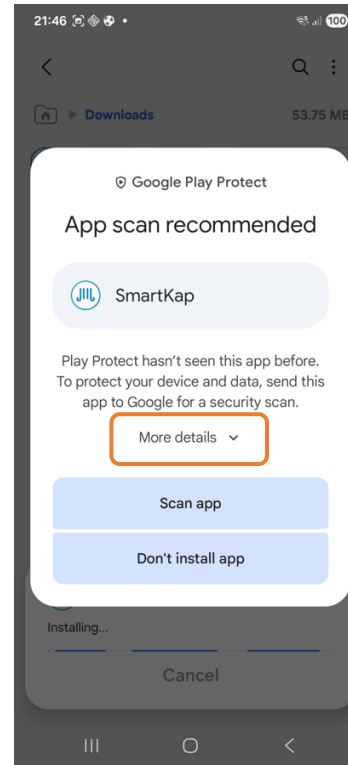 21:46
100
Downloads
53.75 MB
Google Play Protect
App scan recommended
SmartKap
Play Protect hasn't seen this app before.
To protect your device and data, send this
app to Google for a security scan.
More details
Scan app
Don't install app
Installing...
Cancel